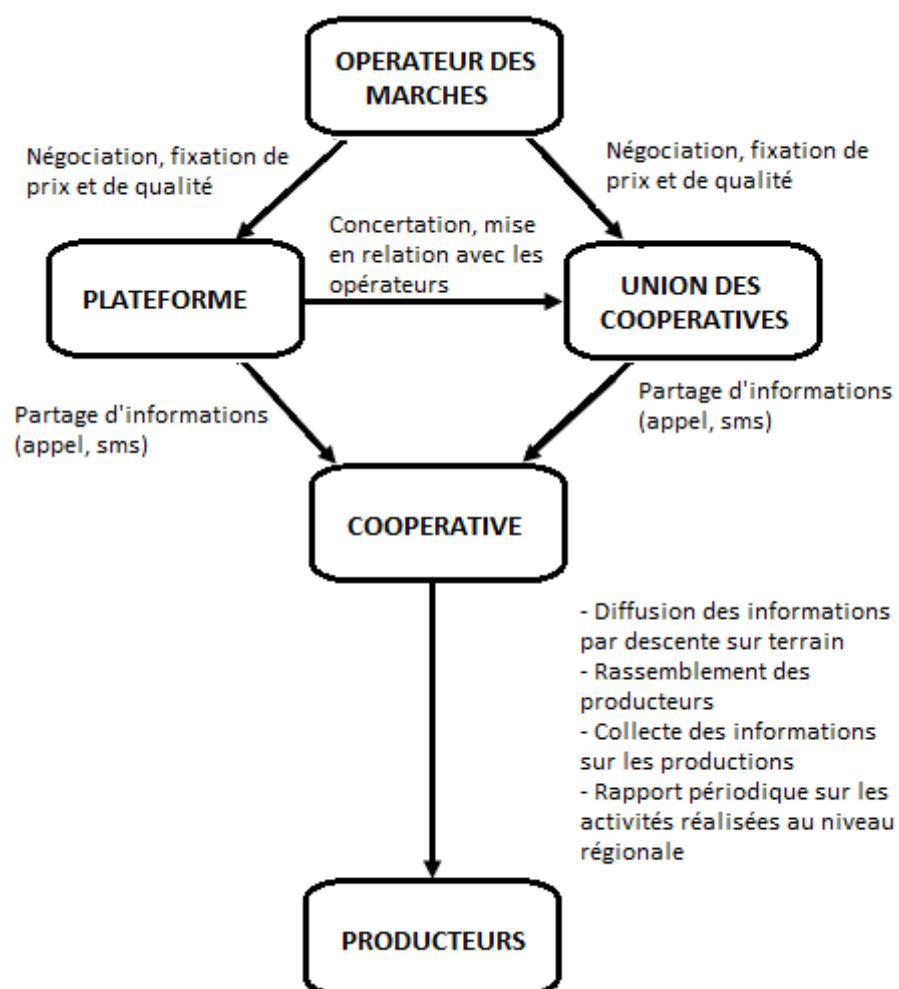 OPERATEUR DES
MARCHES
Négociation, fixation de
prix et de qualité
Négociation, fixation de
prix et de qualité
Concertation, mise
en relation avec les
opérateurs
PLATEFORME
UNION DES
COOPERATIVES
Partage d'informations
(appel, sms)
Partage d'informations
(appel, sms)
COOPERATIVE
- Diffusion des informations
par descente sur terrain
- Rassemblement des
producteurs
- Collecte des informations
sur les productions
- Rapport périodique sur les
activités réalisées au niveau
régionale
PRODUCTEURS